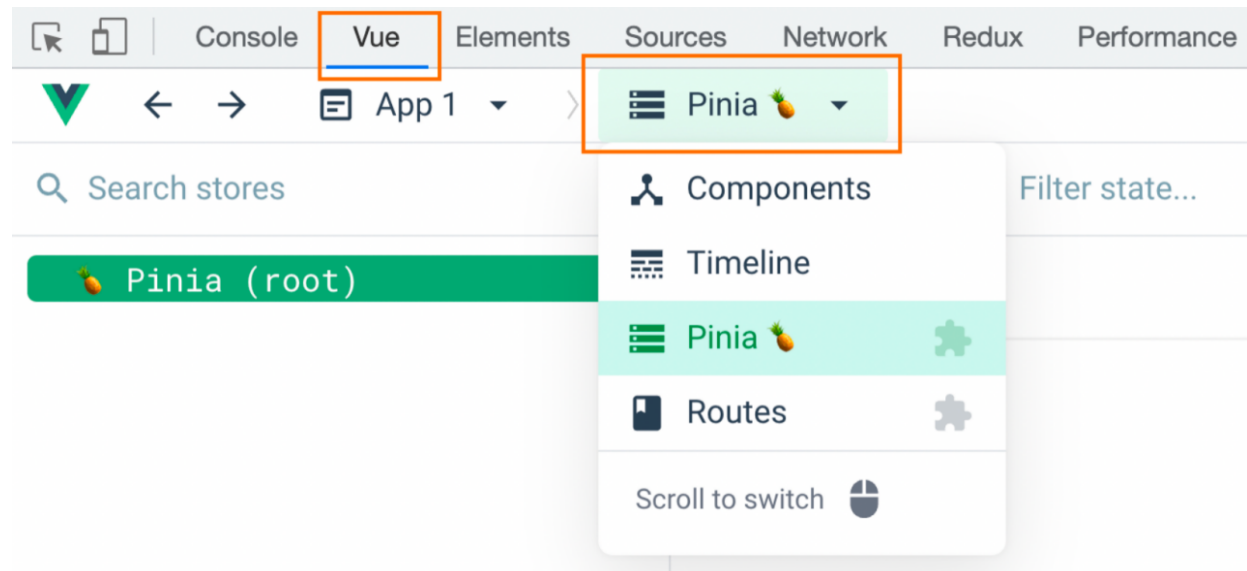 Console Vue Elements Sources Network Redux Performance
App 1 Pinia 🍍
Search stores
Components
Filter state...
Timeline
🍍 Pinia (root)
Pinia 🍍
Routes
Scroll to switch